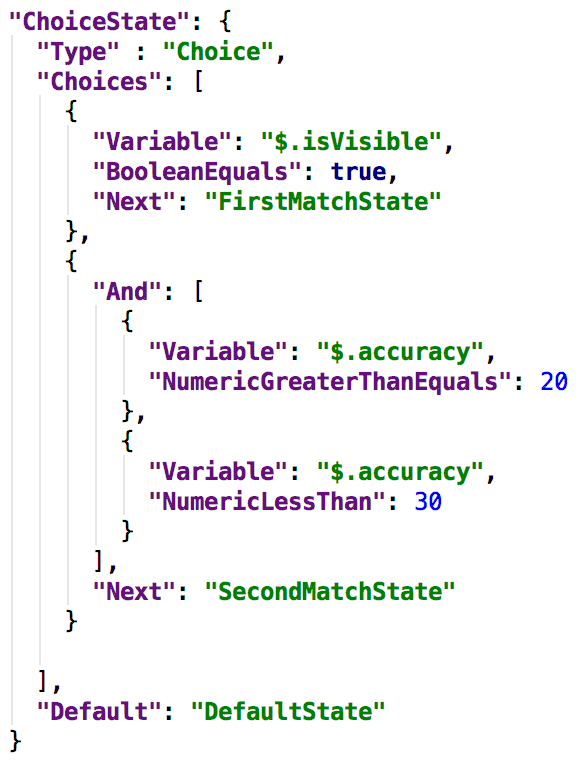 "ChoiceState": {
  "Type" : "Choice",
  "Choices": [
    {
      "Variable": "$.isVisible",
      "BooleanEquals": true,
      "Next": "FirstMatchState"
    },
    {
      "And": [
        {
          "Variable": "$.accuracy",
          "NumericGreaterThanEquals": 20
        },
        {
          "Variable": "$.accuracy",
          "NumericLessThan": 30
        }
      ],
      "Next": "SecondMatchState"
    }
  ],
  "Default": "DefaultState"
}